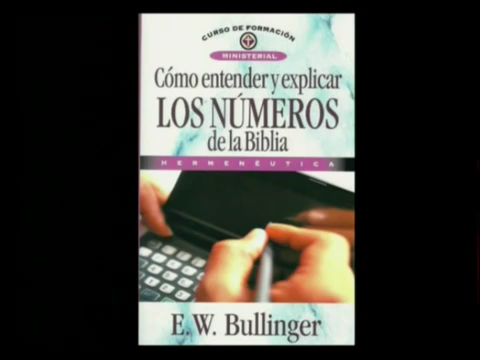 CURSO DE FORMACIÓN
MINISTERIAL
Cómo entender y explicar
LOS NÚMEROS
de la Biblia
HERMENÉUTICA
E.W. Bullinger